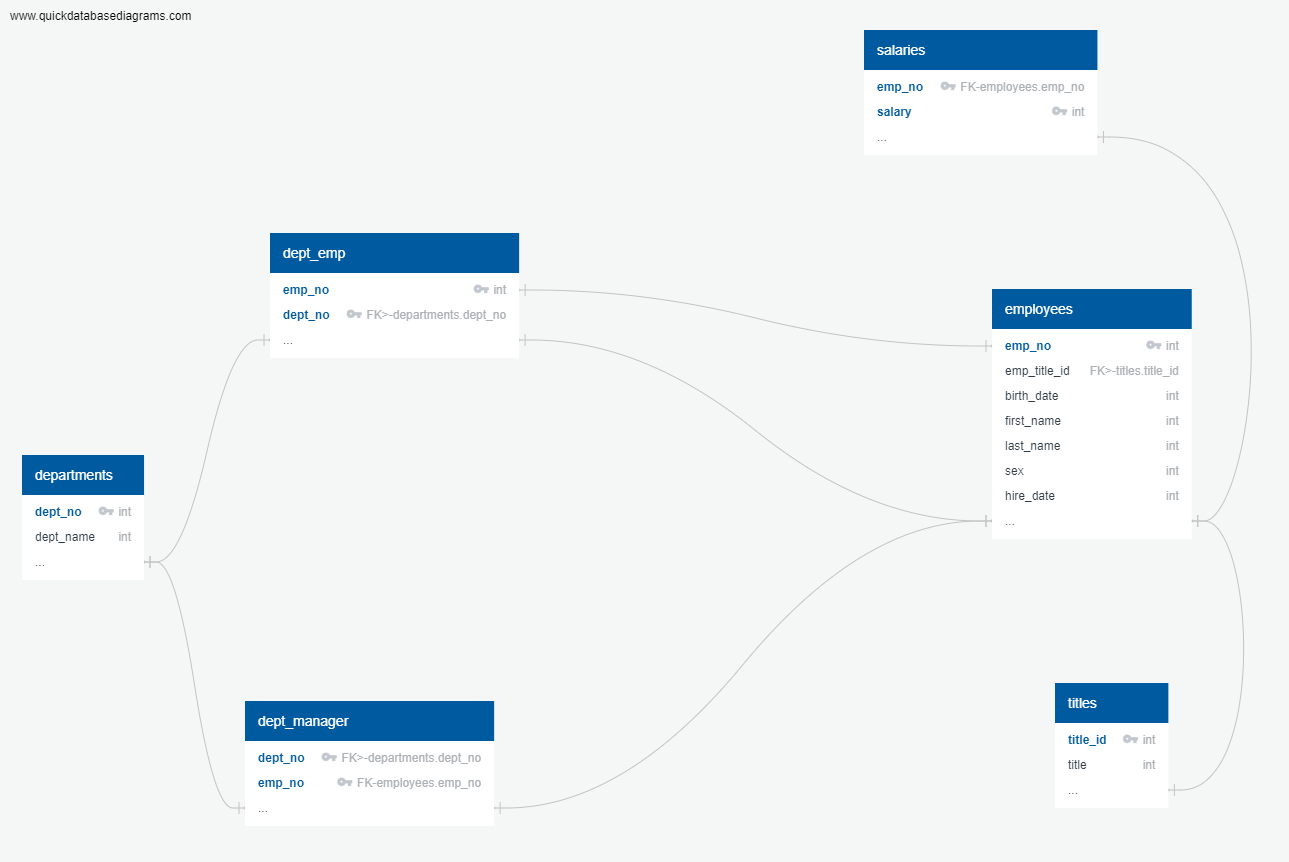 www.quickdatabasediagrams.com
salaries
emp_no FK-employees.emp_no
salary int
...
dept_emp
emp_no int
dept_no FK>-departments.dept_no
...
employees
emp_no int
emp_title_id FK>-titles.title_id
birth_date int
first_name int
last_name int
sex int
hire_date int
...
departments
dept_no int
dept_name int
...
dept_manager
dept_no FK>-departments.dept_no
emp_no FK-employees.emp_no
...
titles
title_id int
title int
...